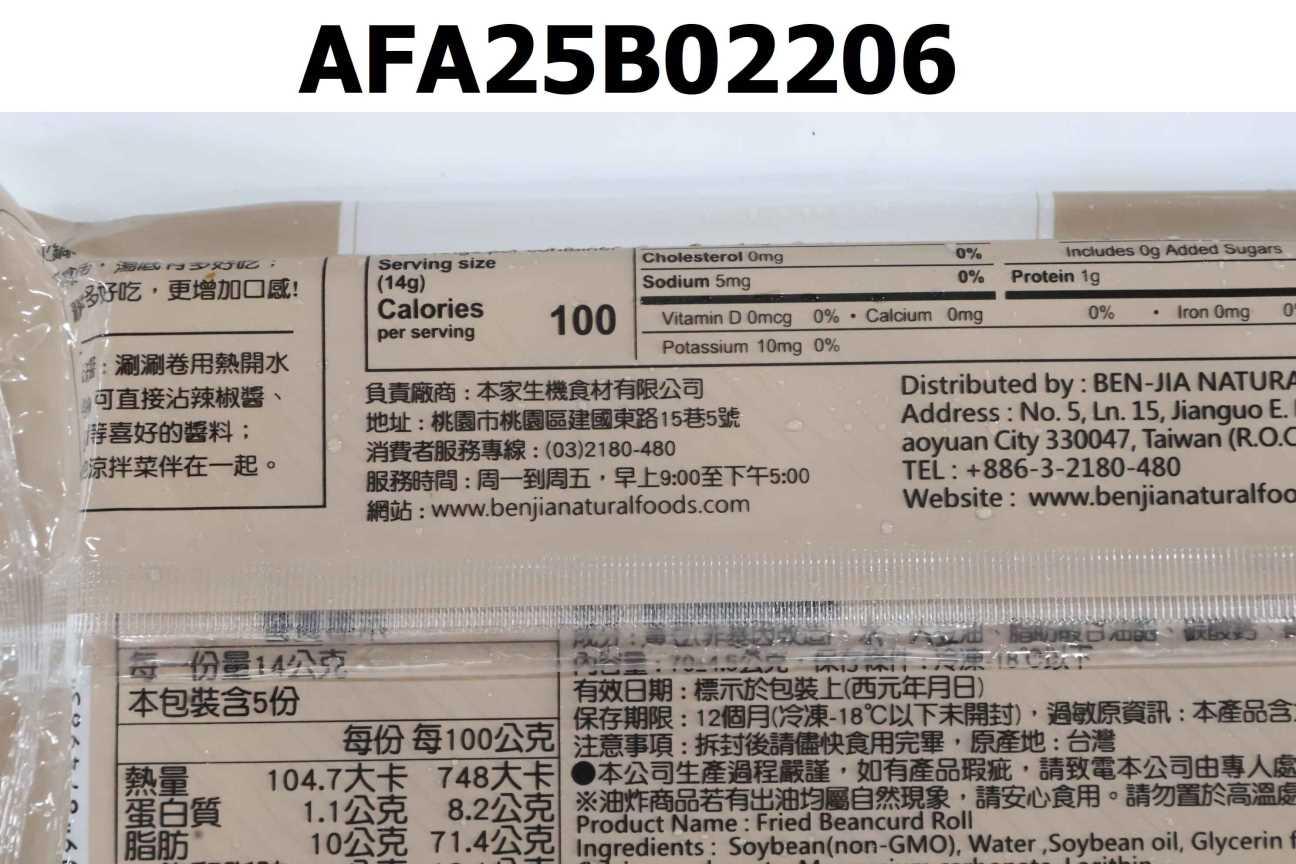 AFA25B02206
多好吃，更增加口感!
：涮涮卷用熱開水
可直接沾辣椒醬、
等喜好的醬料；
涼拌菜伴在一起。
Serving size
(14g)
Calories
per serving
100
Cholesterol 0mg 0%
Sodium 5mg 0%
Vitamin D 0mcg 0% • Calcium 0mg
Potassium 10mg 0%
Includes 0g Added Sugars
Protein 1g
0% • Iron 0mg
負責廠商：本家生機食材有限公司
地址：桃園市桃園區建國東路15巷5號
消費者服務專線：(03)2180-480
服務時間：周一到周五，早上9:00至下午5:00
網站：www.benjianaturalfoods.com
Distributed by : BEN-JIA NATURA
Address : No. 5, Ln. 15, Jianguo E.
aoyuan City 330047, Taiwan (R.O.C
TEL : +886-3-2180-480
Website : www.benjianaturalfoo
每一份量14公克
本包裝含5份
每份 每100公克
熱量 104.7大卡 748大卡
蛋白質 1.1公克 8.2公克
脂肪 10公克 71.4公克
有效日期：標示於包裝上(西元年月日)
保存期限：12個月(冷凍-18℃以下未開封)，過敏原資訊：本產品含
注意事項：拆封後請儘快食用完畢，原產地：台灣
●本公司生產過程嚴謹，如有產品瑕疵，請致電本公司由專人處
※油炸商品若有出油均屬自然現象，請安心食用。請勿置於高溫處
Product Name : Fried Beancurd Roll
Ingredients : Soybean(non-GMO), Water ,Soybean oil, Glycerin f